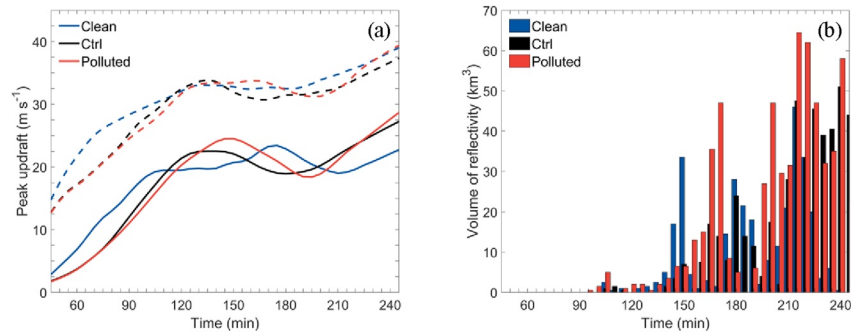 (a)
Clean
Ctrl
Polluted
Peak updraft (m s⁻¹)
45
40
30
20
10
0
60 90 120 150 180 210 240
Time (min)
(b)
Clean
Ctrl
Polluted
Volume of reflectivity (km³)
70
60
50
40
30
20
10
0
60 90 120 150 180 210 240
Time (min)